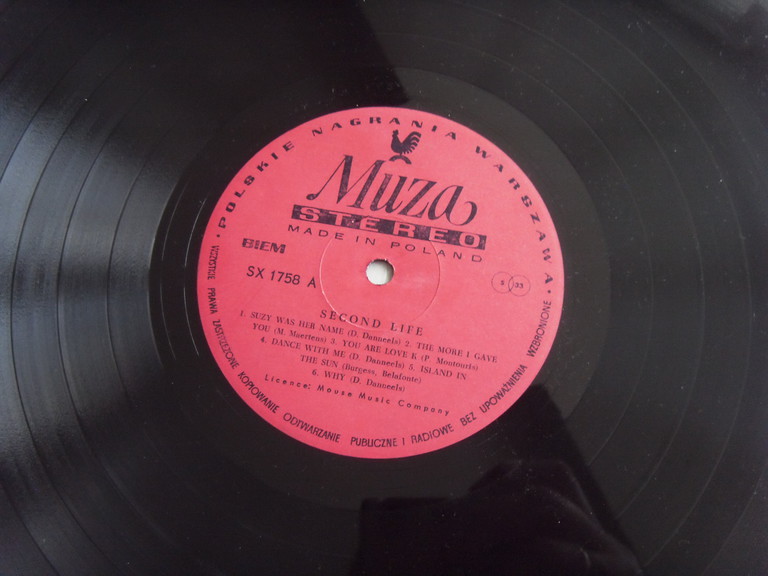 POLSKIE NAGRANIA WARSZAWA
Muza
STEREO
MADE IN POLAND
BIEM
SX 1758 A
S 33
SECOND LIFE
1. SUZY WAS HER NAME (D. Danneels) 2. THE MORE I GAVE
YOU (M. Maertens) 3. YOU ARE LOVE K (P. Montourts)
4. DANCE WITH ME (D. Danneels) 5. ISLAND IN
THE SUN (Burgess, Belafonte)
6. WHY (D. Danneels)
Licence: Mouse Music Company
WSZYSTKIE PRAWA ZASTRZEŻONE KOPIOWANIE ODTWARZANIE PUBLICZNE I RADIOWE BEZ UPOWAŻNIENIA WZBRONIONE